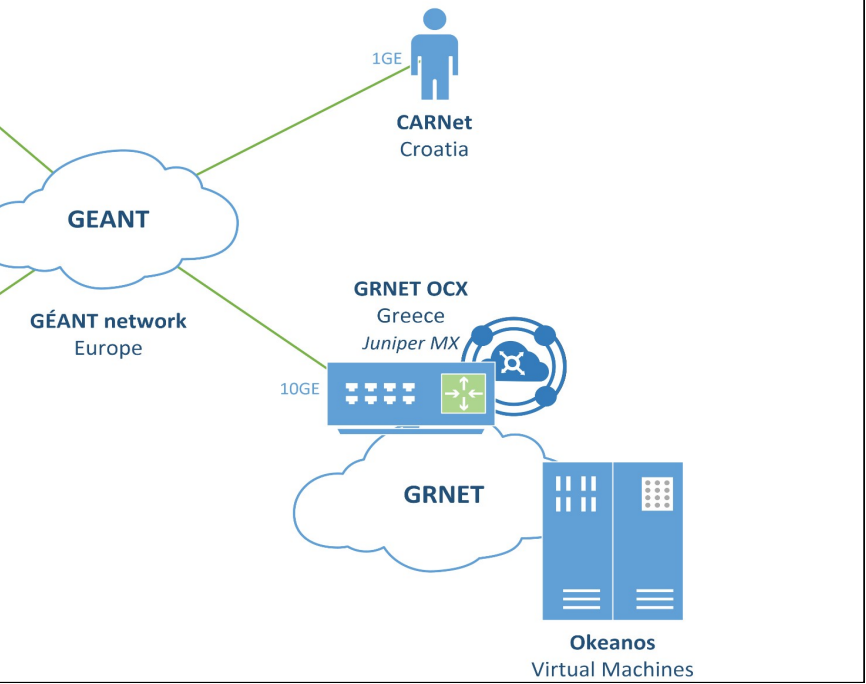 1GE
CARNet
Croatia
GEANT
GÉANT network
Europe
GRNET OCX
Greece
Juniper MX
10GE
GRNET
Okeanos
Virtual Machines